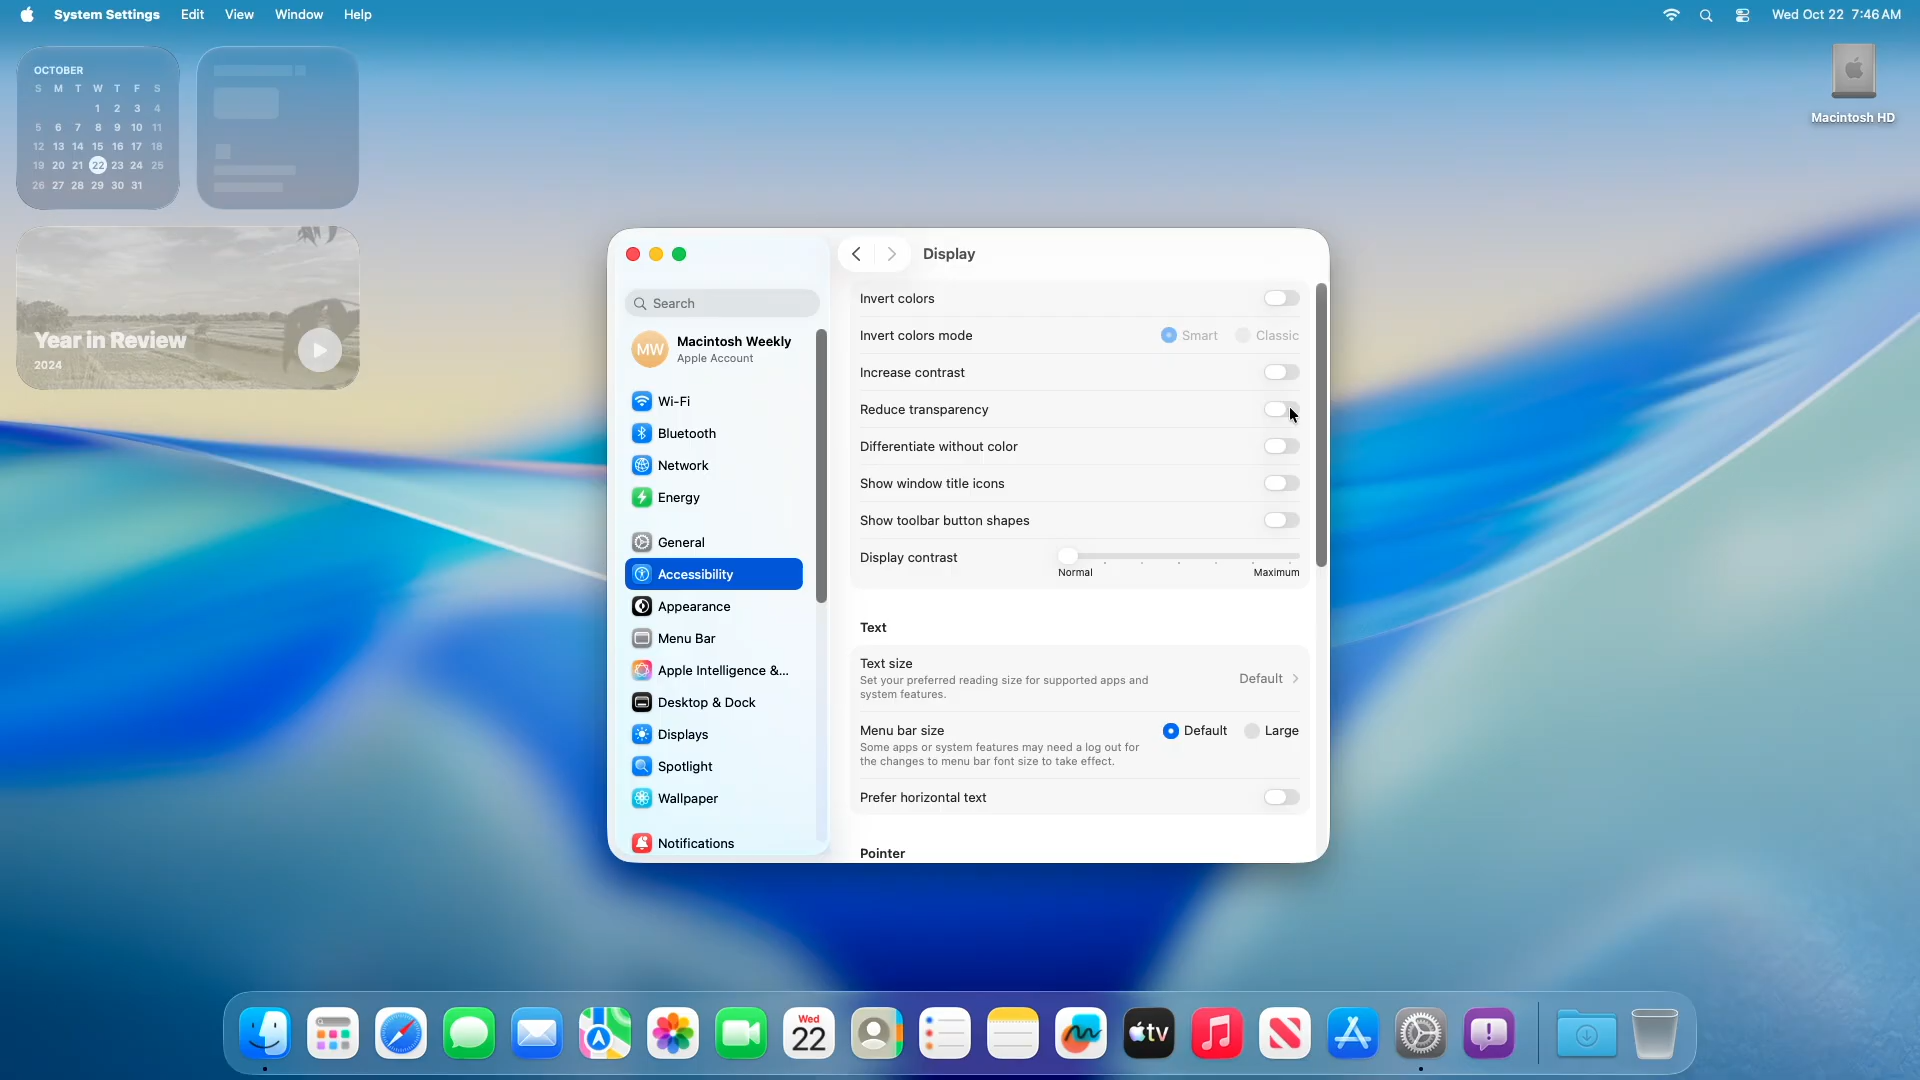 System Settings Edit View Window Help
Wed Oct 22 7:46 AM
OCTOBER
S M T W T F S
1 2 3 4
5 6 7 8 9 10 11
12 13 14 15 16 17 18
19 20 21 22 23 24 25
26 27 28 29 30 31
Year in Review
2024
Macintosh HD
Search
MW
Macintosh Weekly
Apple Account
Wi-Fi
Bluetooth
Network
Energy
General
Accessibility
Appearance
Menu Bar
Apple Intelligence &...
Desktop & Dock
Displays
Spotlight
Wallpaper
Notifications
Display
Invert colors
Invert colors mode Smart Classic
Increase contrast
Reduce transparency
Differentiate without color
Show window title icons
Show toolbar button shapes
Display contrast
Normal Maximum
Text
Text size
Set your preferred reading size for supported apps and
system features.
Default
Menu bar size Default Large
Some apps or system features may need a log out for
the changes to menu bar font size to take effect.
Prefer horizontal text
Pointer
Wed
22
tv